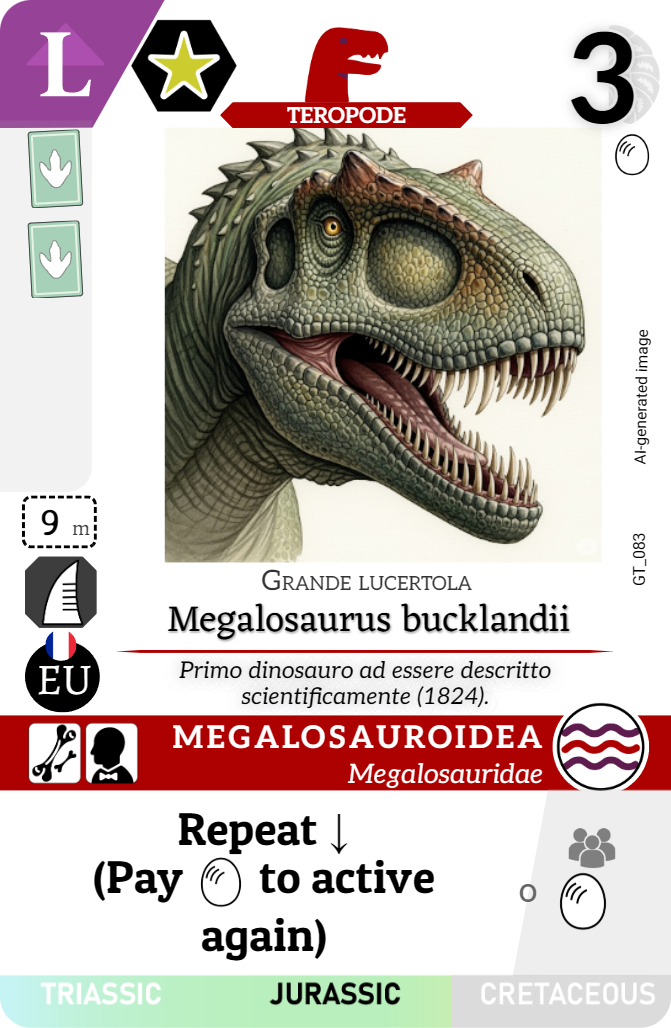 L
3
TEROPODE
AI-generated image
GT_083
9 m
EU
GRANDE LUCERTOLA
Megalosaurus bucklandii
Primo dinosauro ad essere descritto
scientificamente (1824).
MEGALOSAUROIDEA
Megalosauridae
Repeat ↓
(Pay to active
again)
o
TRIASSIC JURASSIC CRETACEOUS